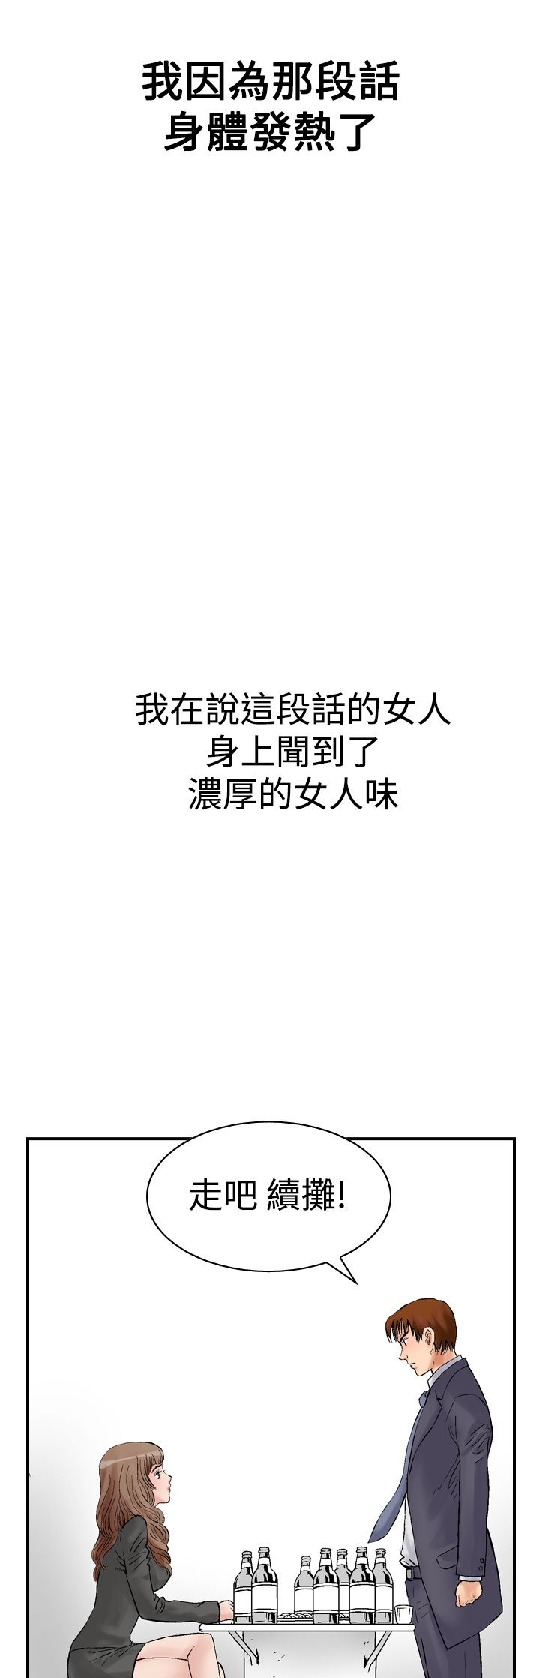 我因為那段話
身體發熱了
我在說這段話的女人
身上聞到了
濃厚的女人味
走吧 續攤!